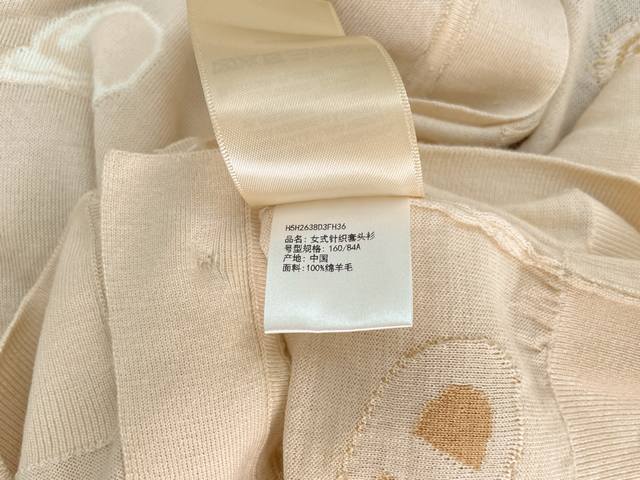 H5H2638D3FH36
品名: 女式针织套头衫
号型规格: 160/84A
产地: 中国
面料:100%绵羊毛